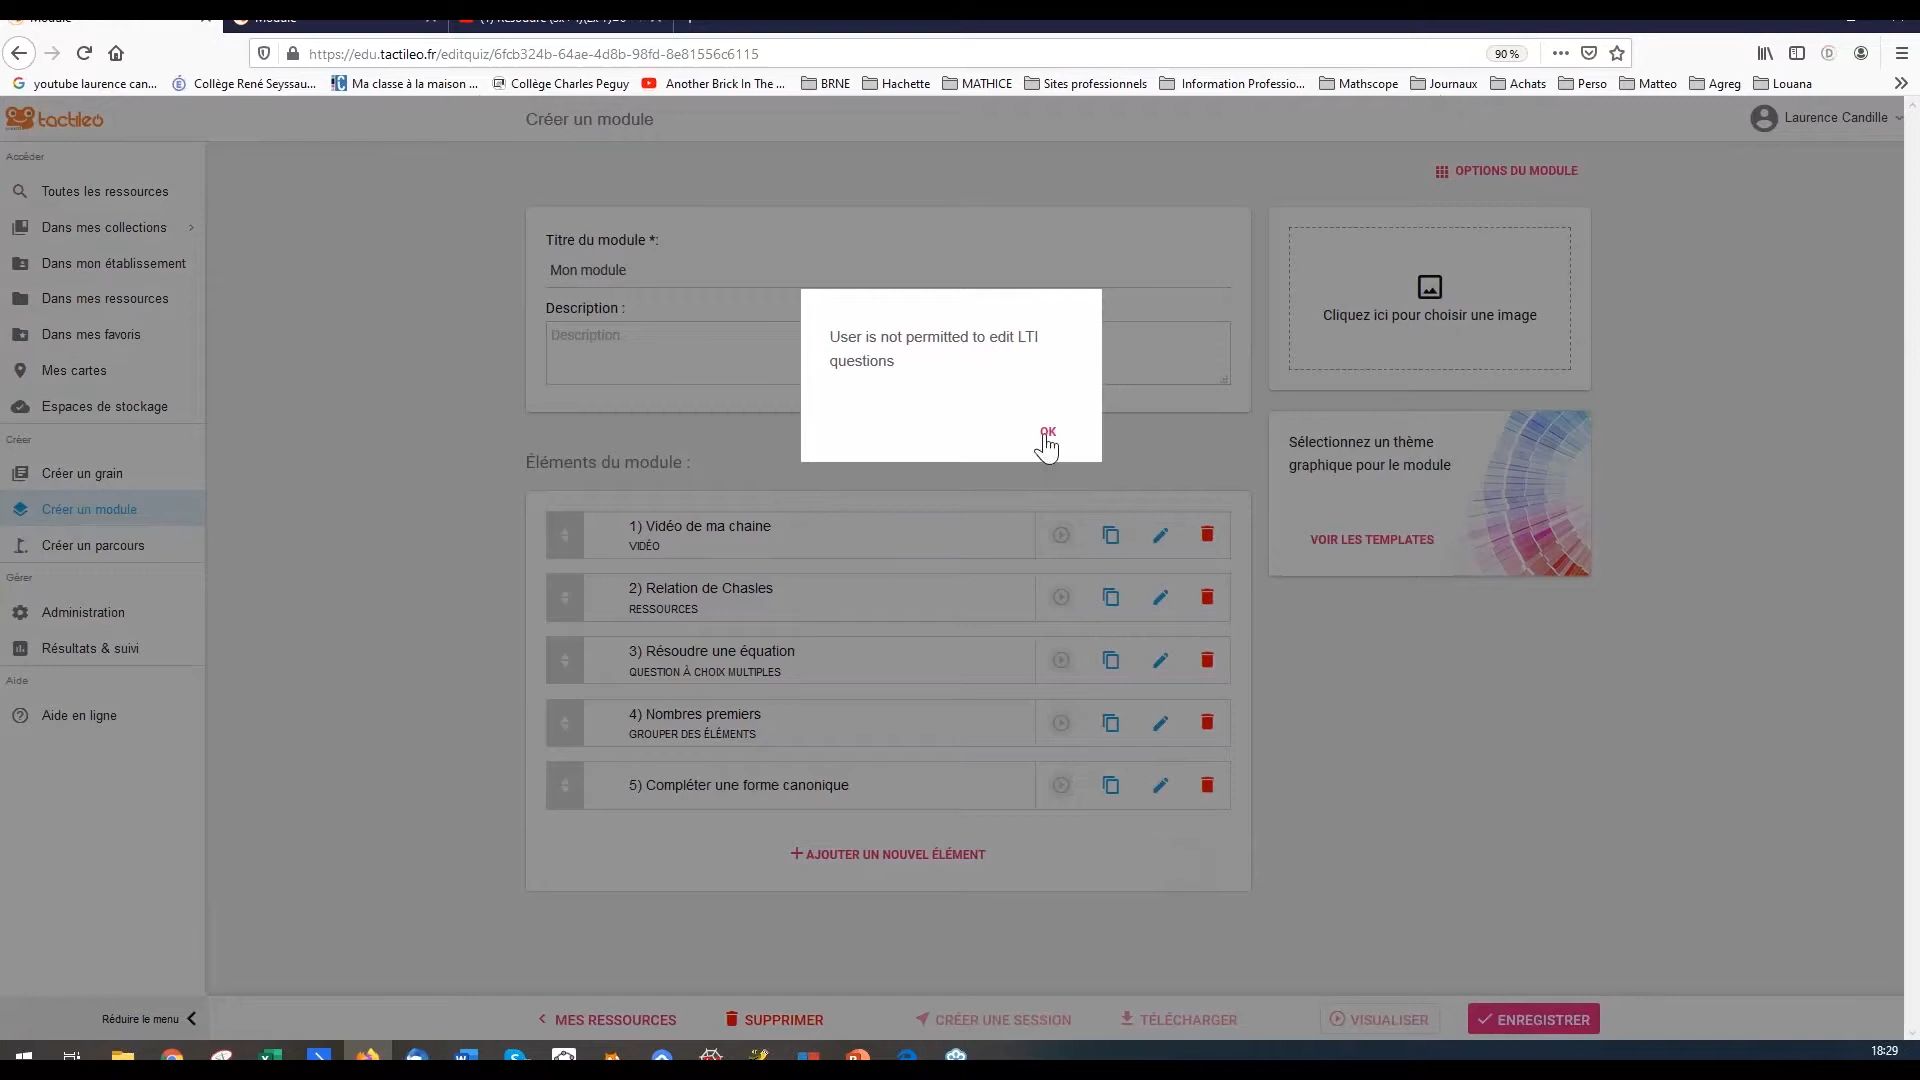 Module
Module
https://edu.tactileo.fr/editquiz/6fcb324b-64ae-4d8b-98fd-8e81556c6115
90 %
youtube laurence can...
Collège René Seyssau...
Ma classe à la maison ...
Collège Charles Peguy
Another Brick In The ...
BRNE
Hachette
MATHICE
Sites professionnels
Information Professio...
Mathscope
Journaux
Achats
Perso
Matteo
Agreg
Louana
tactileo
Créer un module
Laurence Candille
Accéder
Toutes les ressources
Dans mes collections
Dans mon établissement
Dans mes ressources
Dans mes favoris
Mes cartes
Espaces de stockage
Créer
Créer un grain
Créer un module
Créer un parcours
Gérer
Administration
Résultats & suivi
Aide
Aide en ligne
Réduire le menu
OPTIONS DU MODULE
Titre du module *:
Mon module
Description :
Description
User is not permitted to edit LTI
questions
OK
Cliquez ici pour choisir une image
Sélectionnez un thème
graphique pour le module
VOIR LES TEMPLATES
Éléments du module :
1) Vidéo de ma chaine
VIDÉO
2) Relation de Chasles
RESSOURCES
3) Résoudre une équation
QUESTION À CHOIX MULTIPLES
4) Nombres premiers
GROUPER DES ÉLÉMENTS
5) Compléter une forme canonique
+ AJOUTER UN NOUVEL ÉLÉMENT
MES RESSOURCES
SUPPRIMER
CRÉER UNE SESSION
TÉLÉCHARGER
VISUALISER
ENREGISTRER
18:29